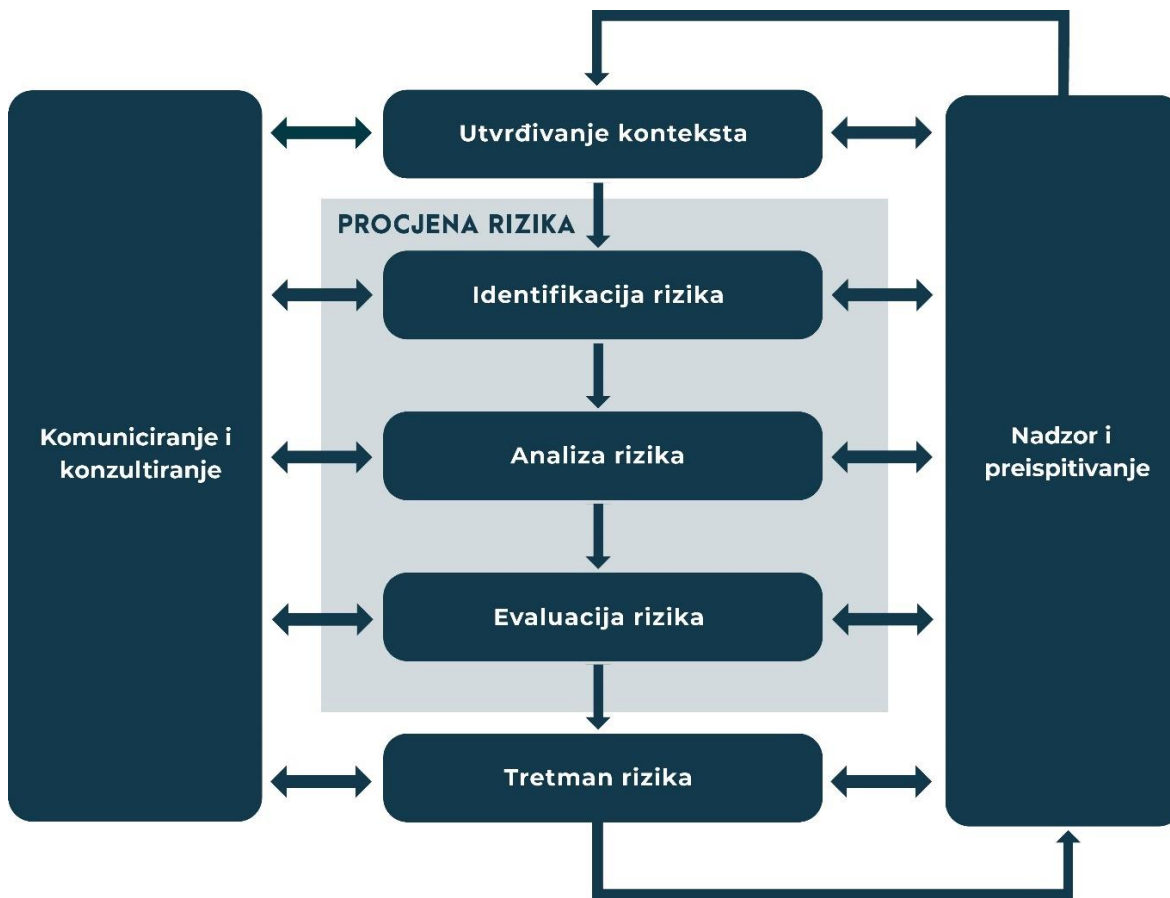 Utvrđivanje konteksta
PROCJENA RIZIKA
Identifikacija rizika
Komuniciranje i
konzultiranje
Analiza rizika
Nadzor i
preispitivanje
Evaluacija rizika
Tretman rizika